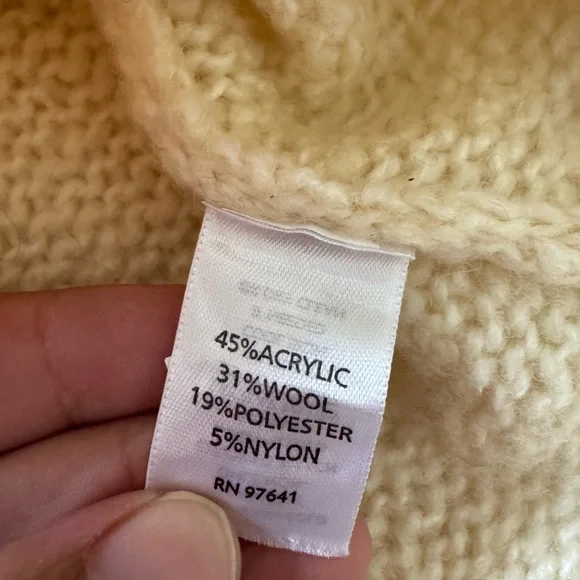 45%ACRYLIC
31%WOOL
19%POLYESTER
5%NYLON
RN 97641